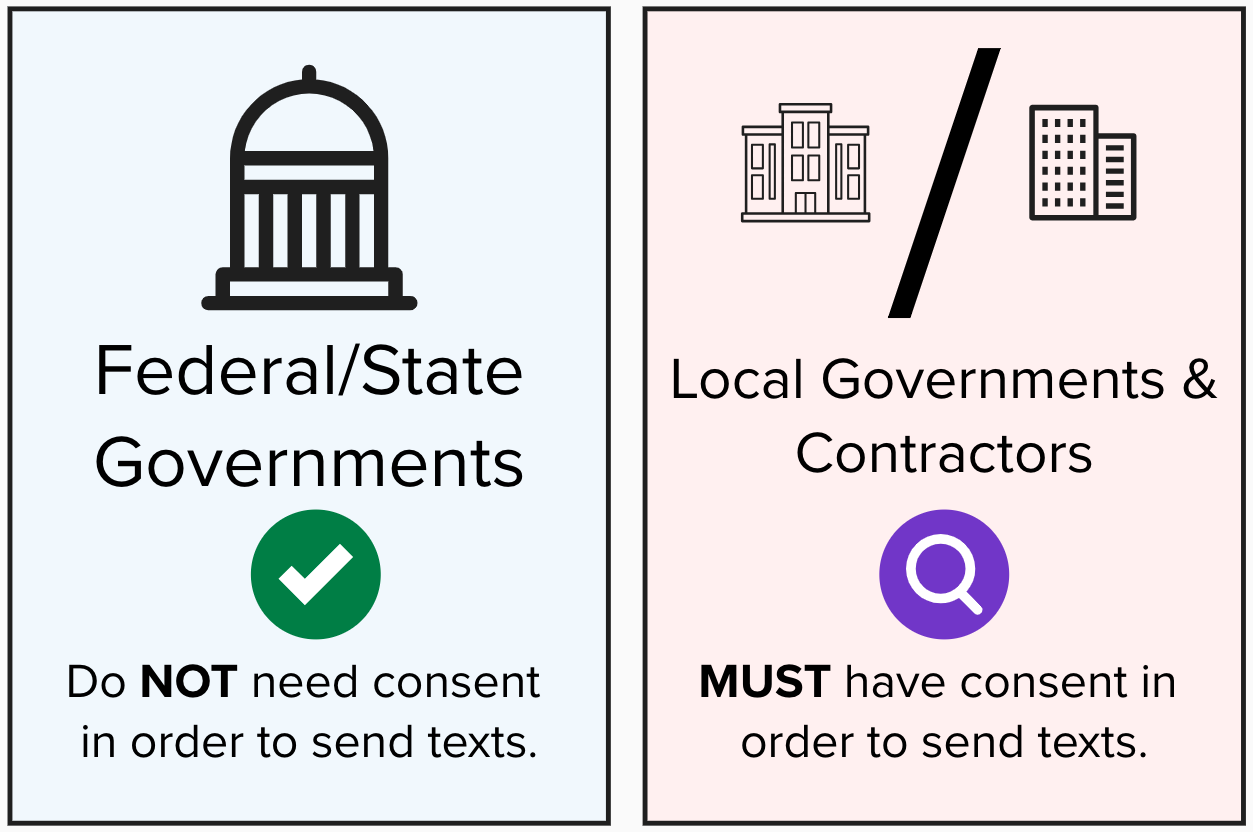 Federal/State
Governments
Do NOT need consent
in order to send texts.
Local Governments &
Contractors
MUST have consent in
order to send texts.